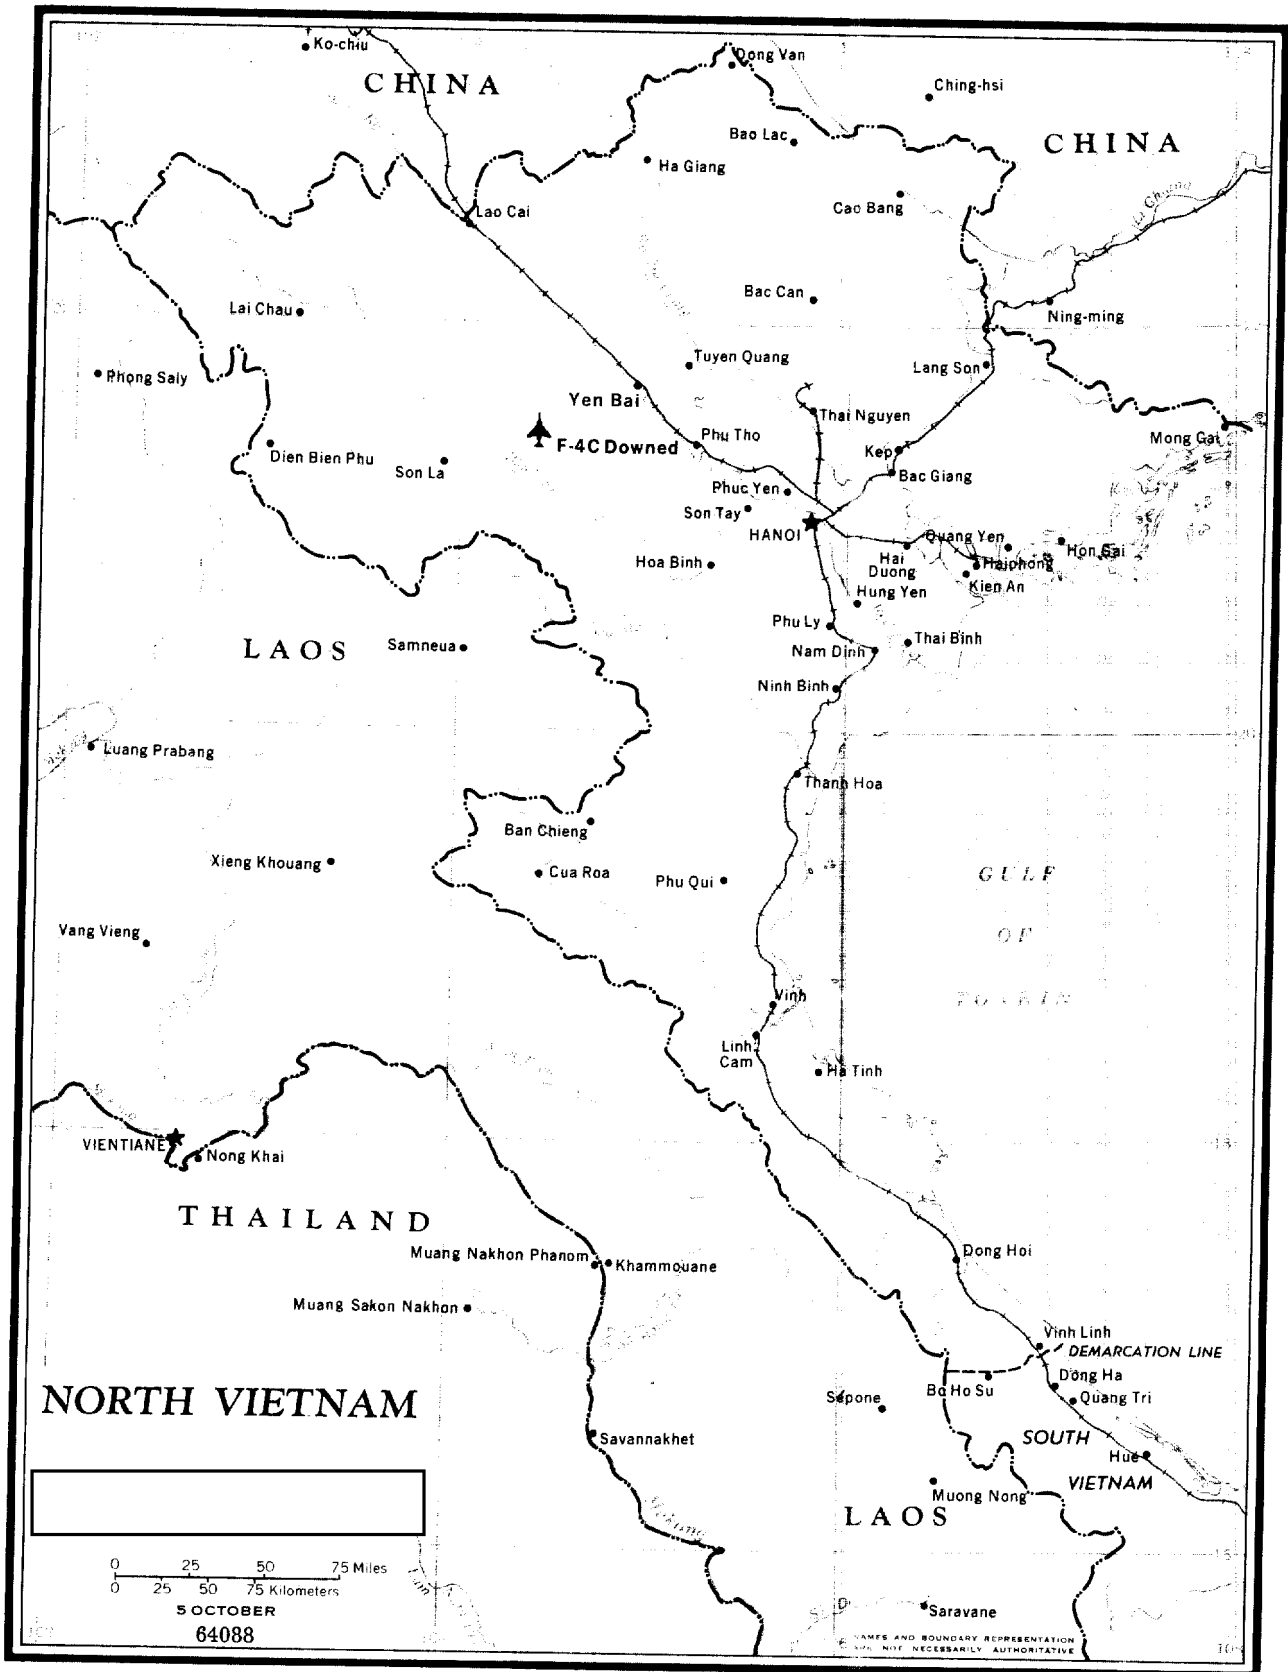 Ko-chiu
CHINA
Dong Van
Ching-hsi
Bao Lac
CHINA
Ha Giang
Cao Bang
Lao Cai
Bac Can
Lai Chau
Ning-ming
Tuyen Quang
Lang Son
Phong Saly
Yen Bai
Thai Nguyen
F-4C Downed
Phu Tho
Mong Cai
Kep
Dien Bien Phu
Son La
Bac Giang
Phuc Yen
Son Tay
HANOI
Quang Yen
Hon Gai
Hoa Binh
Hai
Duong
Haiphong
Kien An
Hung Yen
Phu Ly
LAOS
Samneua
Nam Dinh
Thai Binh
Ninh Binh
Luang Prabang
Thanh Hoa
Ban Chieng
Xieng Khouang
Cua Roa
Phu Qui
GULF
OF
TONKIN
Vang Vieng
Vinh
Linh
Cam
Ha Tinh
VIENTIANE
Nong Khai
THAILAND
Muang Nakhon Phanom
Khammouane
Dong Hoi
Muang Sakon Nakhon
Vinh Linh
DEMARCATION LINE
NORTH VIETNAM
Sepone
Bo Ho Su
Dong Ha
Quang Tri
Savannakhet
SOUTH
VIETNAM
Hue
Muong Nong
LAOS
Mekong
0 25 50 75 Miles
0 25 50 75 Kilometers
5 OCTOBER
64088
Saravane
NAMES AND BOUNDARY REPRESENTATION
ARE NOT NECESSARILY AUTHORITATIVE